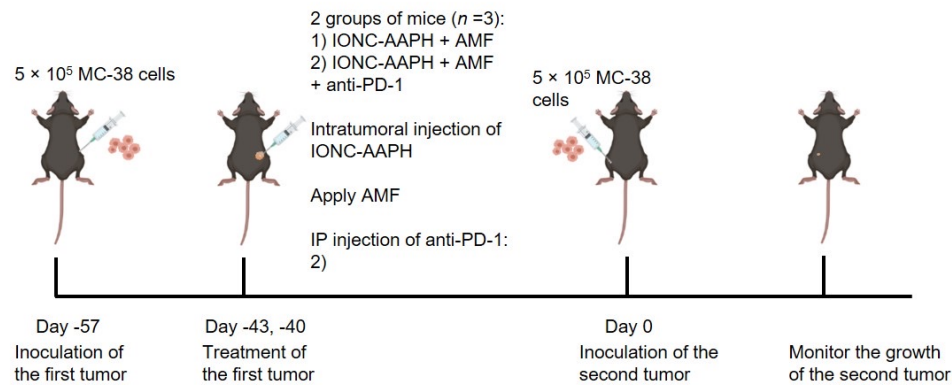 2 groups of mice (n =3):
1) IONC-AAPH + AMF
2) IONC-AAPH + AMF
+ anti-PD-1
5 × 10⁵ MC-38 cells
Intratumoral injection of
IONC-AAPH
Apply AMF
IP injection of anti-PD-1:
2)
5 × 10⁵ MC-38
cells
Day -57
Inoculation of
the first tumor
Day -43, -40
Treatment of
the first tumor
Day 0
Inoculation of the
second tumor
Monitor the growth
of the second tumor